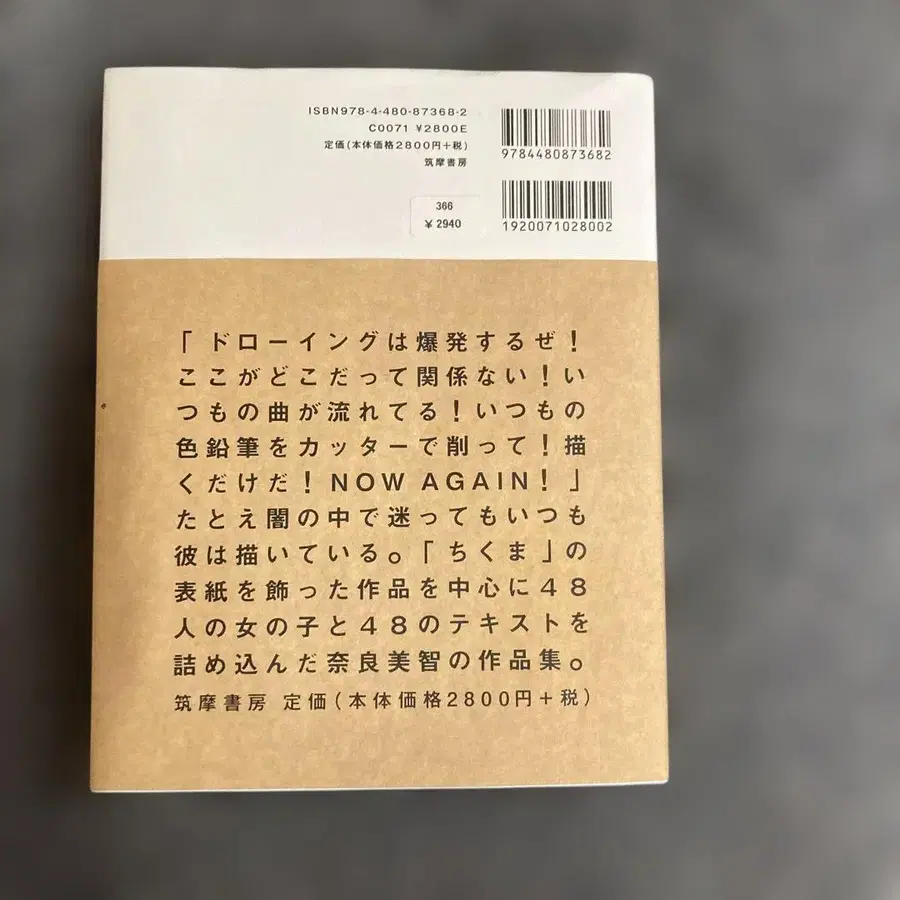 ISBN978-4-480-87368-2
C0071 ¥2800E
定価(本体価格2800円+税)
筑摩書房
9784480873682
366
¥ 2940
1920071028002
「ドローイングは爆発するぜ!
ここがどこだって関係ない!い
つもの曲が流れてる!いつもの
色鉛筆をカッターで削って!描
くだけだ!NOW AGAIN!」
たとえ闇の中で迷ってもいつも
彼は描いている。「ちくま」の
表紙を飾った作品を中心に48
人の女の子と48のテキストを
詰め込んだ奈良美智の作品集。
筑摩書房 定価(本体価格2800円+税)